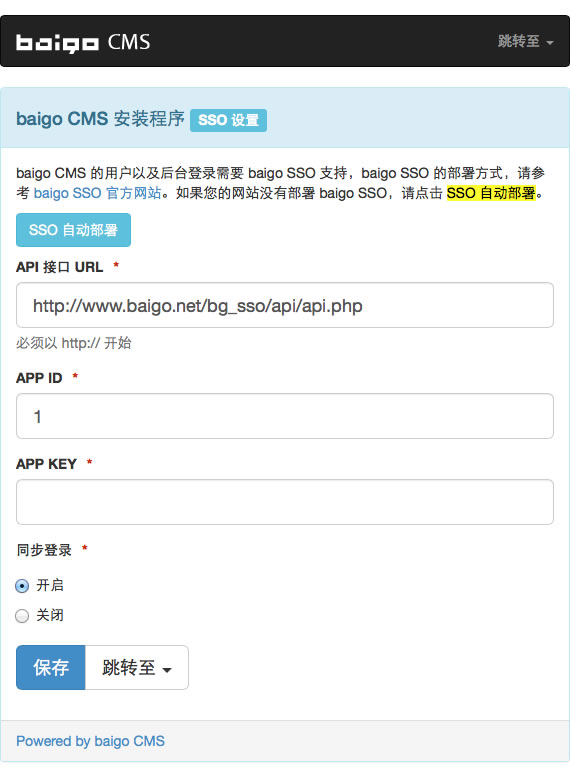 baigo CMS
跳转至
baigo CMS 安装程序 SSO 设置
baigo CMS 的用户以及后台登录需要 baigo SSO 支持，baigo SSO 的部署方式，请参
考 baigo SSO 官方网站。如果您的网站没有部署 baigo SSO，请点击 SSO 自动部署。
SSO 自动部署
API 接口 URL *
http://www.baigo.net/bg_sso/api/api.php
必须以 http:// 开始
APP ID *
1
APP KEY *
同步登录 *
开启
关闭
保存 跳转至
Powered by baigo CMS